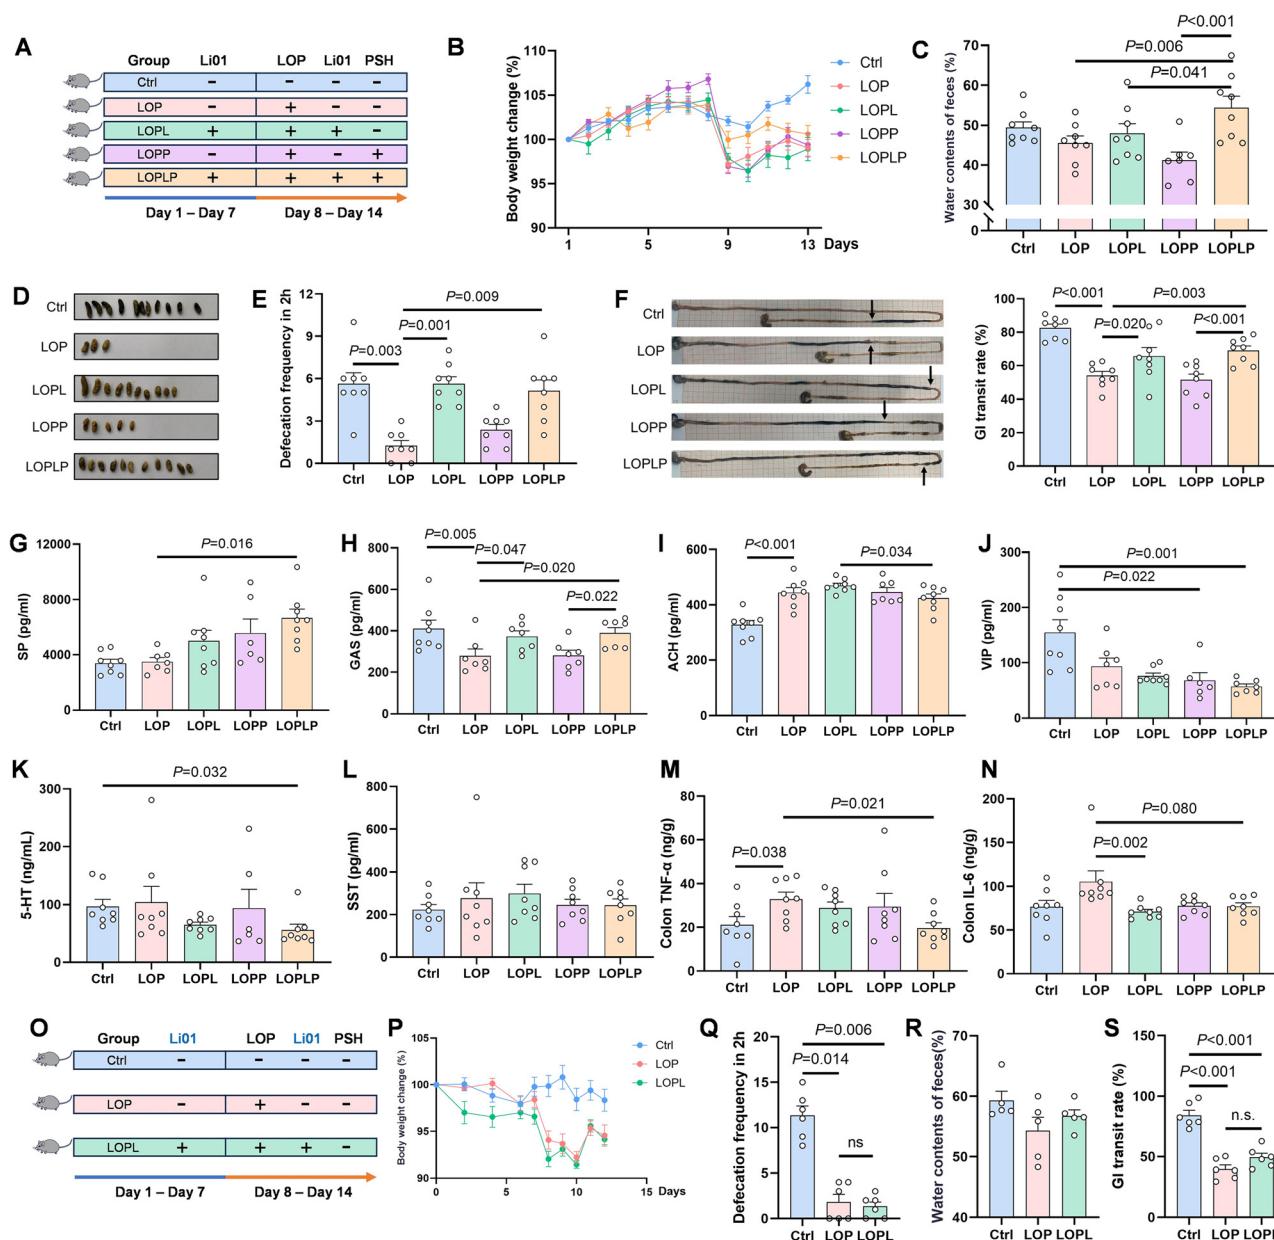 A
Group Li01 LOP Li01 PSH
Ctrl - - - -
LOP - + - -
LOPL + + + -
LOPP - + - +
LOPLP + + + +
Day 1 – Day 7 Day 8 – Day 14
B
Body weight change (%)
110
105
100
95
90
1 5 9 13 Days
Ctrl
LOP
LOPL
LOPP
LOPLP
C
Water contents of feces (%)
P<0.001
P=0.006
P=0.041
70
60
50
40
30
0
Ctrl LOP LOPL LOPP LOPLP
D
Ctrl
LOP
LOPL
LOPP
LOPLP
E
Defecation frequency in 2h
P=0.009
P=0.001
P=0.003
12
9
6
3
0
Ctrl LOP LOPL LOPP LOPLP
F
Ctrl
LOP
LOPL
LOPP
LOPLP
GI transit rate (%)
P<0.001 P=0.003
P=0.020 P<0.001
100
80
60
40
20
0
Ctrl LOP LOPL LOPP LOPLP
G
SP
(pg/ml)
P=0.016
12000
8000
4000
0
Ctrl LOP LOPL LOPP LOPLP
H
GAS
(pg/ml)
P=0.005
P=0.047
P=0.020
P=0.022
800
600
400
200
0
Ctrl LOP LOPL LOPP LOPLP
I
ACH
(pg/ml)
P<0.001 P=0.034
600
400
200
0
Ctrl LOP LOPL LOPP LOPLP
J
VIP (pg/ml)
P=0.001
P=0.022
300
200
150
100
50
0
Ctrl LOP LOPL LOPP LOPLP
K
5-HT (ng/mL)
P=0.032
300
200
100
0
Ctrl LOP LOPL LOPP LOPLP
L
SST (pg/ml)
800
600
400
200
0
Ctrl LOP LOPL LOPP LOPLP
M
Colon TNF-α (ng/g)
P=0.021
P=0.038
80
60
40
20
0
Ctrl LOP LOPL LOPP LOPLP
N
Colon IL-6 (ng/g)
P=0.080
P=0.002
200
150
100
50
0
Ctrl LOP LOPL LOPP LOPLP
O
Group Li01 LOP Li01 PSH
Ctrl - - - -
LOP - + - -
LOPL + + + -
Day 1 – Day 7 Day 8 – Day 14
P
Body weight change (%)
105
100
95
90
0 5 10 15 Days
Ctrl
LOP
LOPL
Q
Defecation frequency in 2h
P=0.006
P=0.014
ns
20
15
10
5
0
Ctrl LOP LOPL
R
Water contents of feces(%)
70
60
50
40
Ctrl LOP LOPL
S
GI transit rate (%)
P<0.001
P<0.001
n.s.
150
100
50
0
Ctrl LOP LOPL